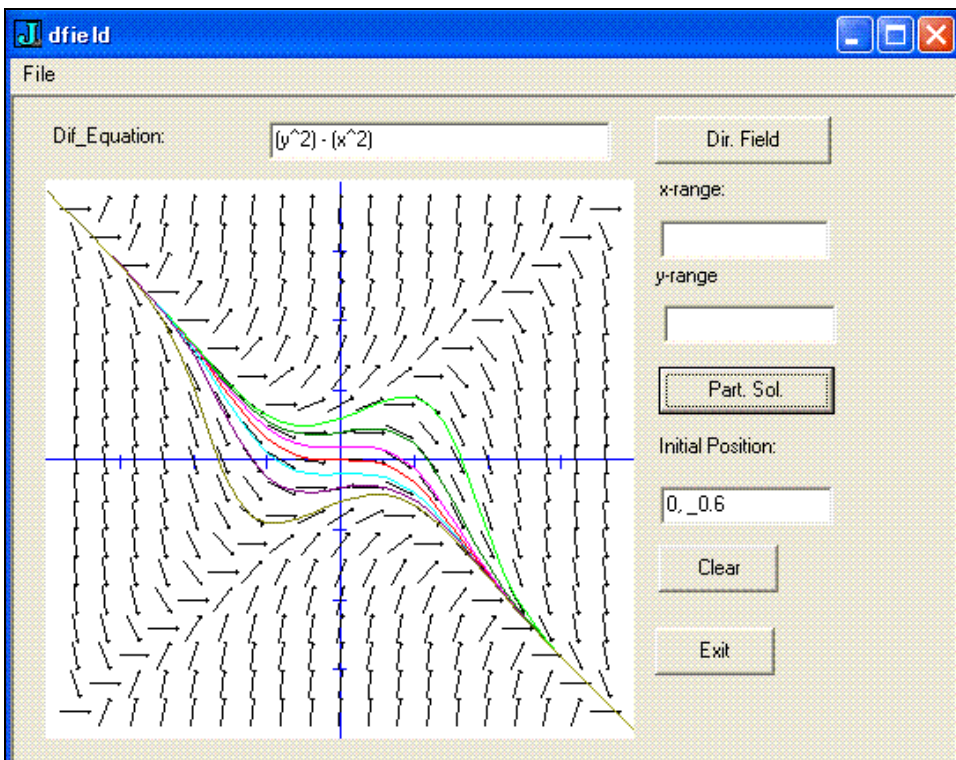 dfield
File
Dif_Equation:
(y^2) - (x^2)
Dir. Field
x-range:
y-range
Part. Sol.
Initial Position:
0, _0.6
Clear
Exit